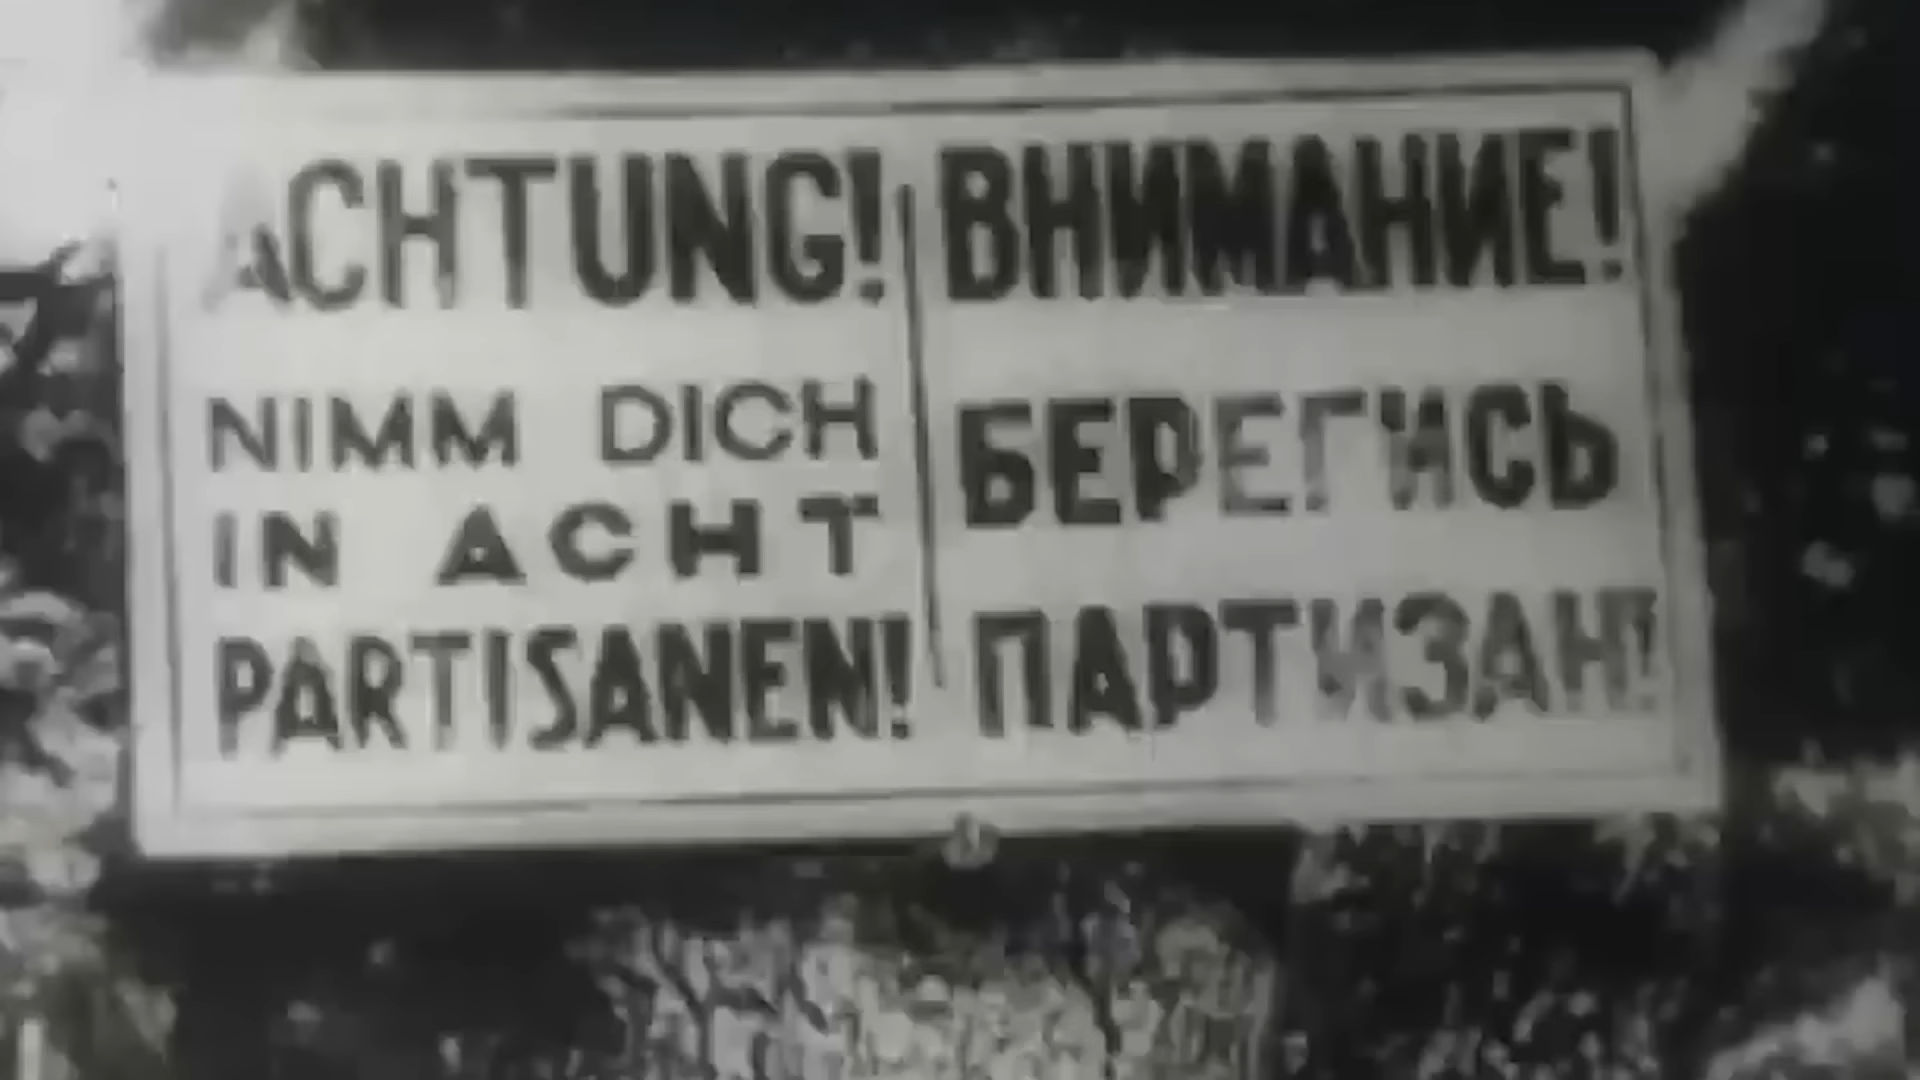 ACHTUNG!
NIMM DICH
IN ACHT
PARTISANEN!
ВНИМАНИЕ!
БЕРЕГИСЬ
ПАРТИЗАН!